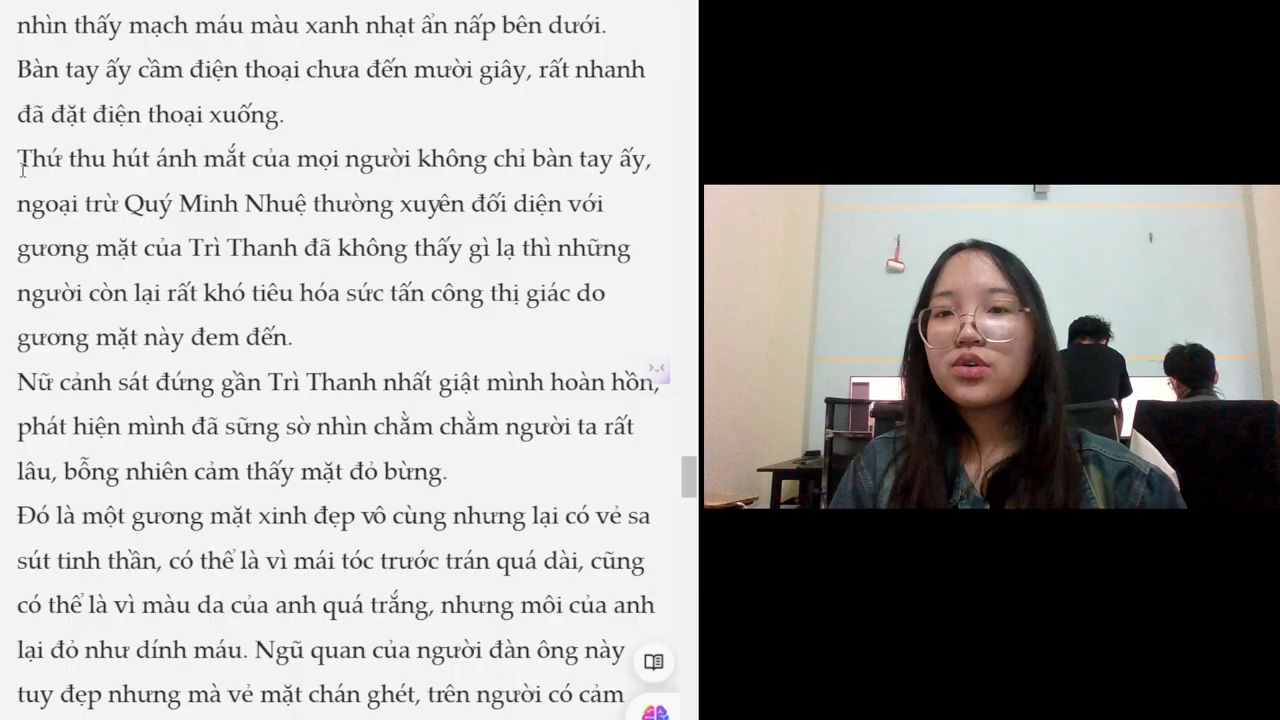 nhìn thấy mạch máu màu xanh nhạt ẩn nấp bên dưới.
Bàn tay ấy cầm điện thoại chưa đến mười giây, rất nhanh
đã đặt điện thoại xuống.
Thứ thu hút ánh mắt của mọi người không chỉ bàn tay ấy,
ngoại trừ Quý Minh Nhuệ thường xuyên đối diện với
gương mặt của Trì Thanh đã không thấy gì lạ thì những
người còn lại rất khó tiêu hóa sức tấn công thị giác do
gương mặt này đem đến.
Nữ cảnh sát đứng gần Trì Thanh nhất giật mình hoàn hồn,
phát hiện mình đã sững sờ nhìn chằm chằm người ta rất
lâu, bỗng nhiên cảm thấy mặt đỏ bừng.
Đó là một gương mặt xinh đẹp vô cùng nhưng lại có vẻ sa
sút tinh thần, có thể là vì mái tóc trước trán quá dài, cũng
có thể là vì màu da của anh quá trắng, nhưng môi của anh
lại đỏ như dính máu. Ngũ quan của người đàn ông này
tuy đẹp nhưng mà vẻ mặt chán ghét, trên người có cảm